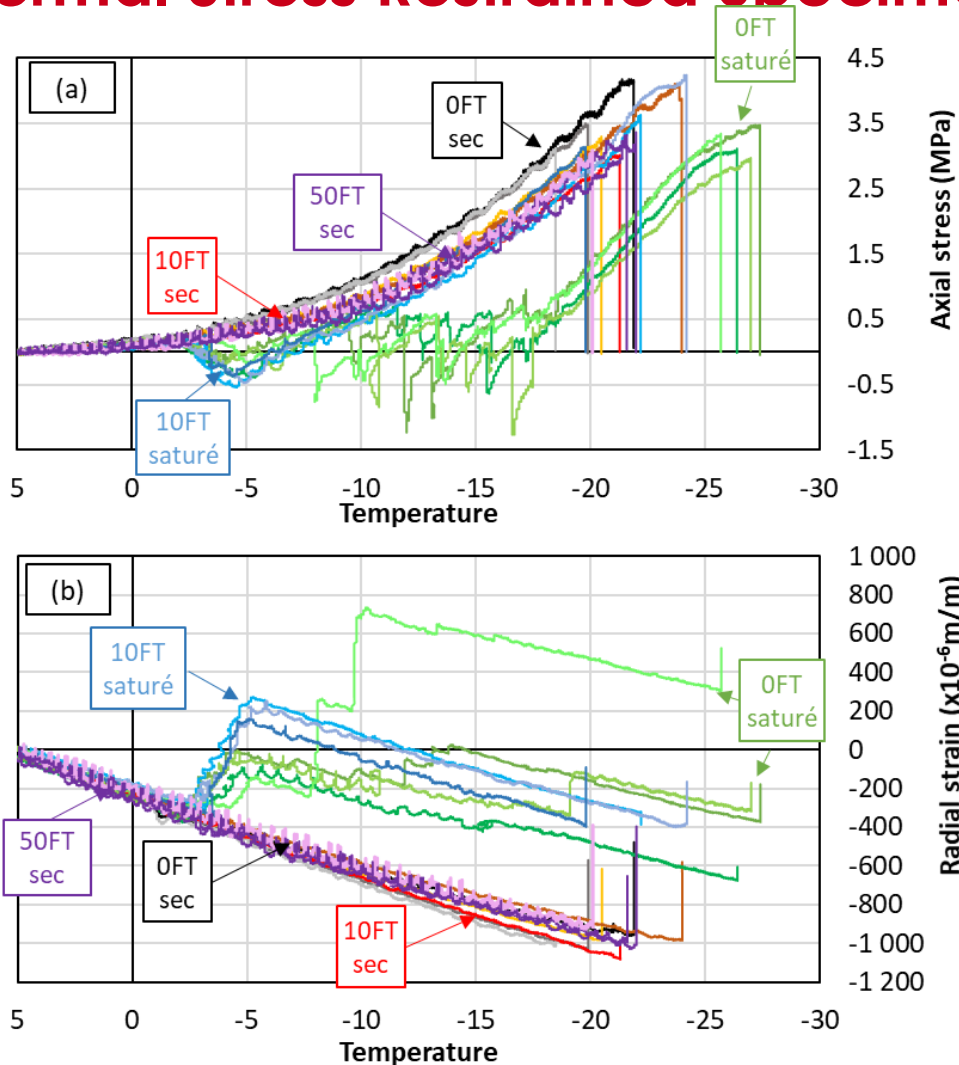 (a)
0FT
saturé
0FT
sec
50FT
sec
10FT
sec
10FT
saturé
4.5
3.5
2.5
1.5
0.5
-0.5
-1.5
Axial stress (MPa)
5 0 -5 -10 -15 -20 -25 -30
Temperature
(b)
10FT
saturé
0FT
saturé
50FT
sec
0FT
sec
10FT
sec
1 000
800
600
400
200
0
-200
-400
-600
-800
-1 000
-1 200
Radial strain (x10⁻⁶m/m)
5 0 -5 -10 -15 -20 -25 -30
Temperature